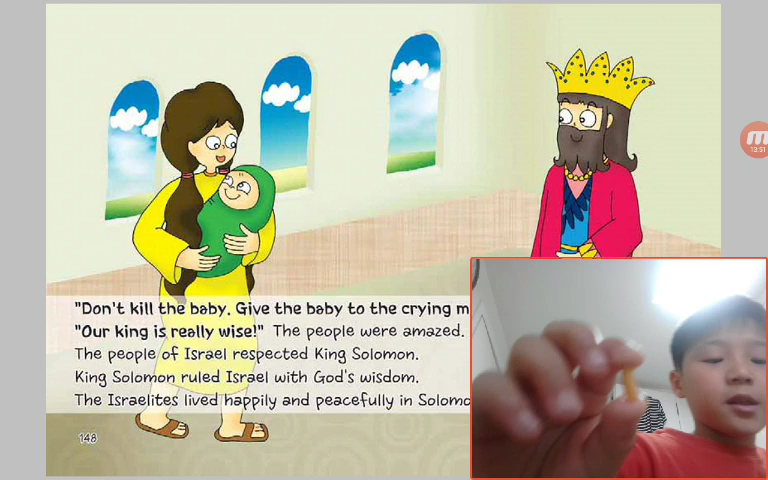 "Don't kill the baby. Give the baby to the crying
"Our king is really wise!" The people were amazed.
The people of Israel respected King Solomon.
King Solomon ruled Israel with God's wisdom.
The Israelites lived happily and peacefully in
148
13:51